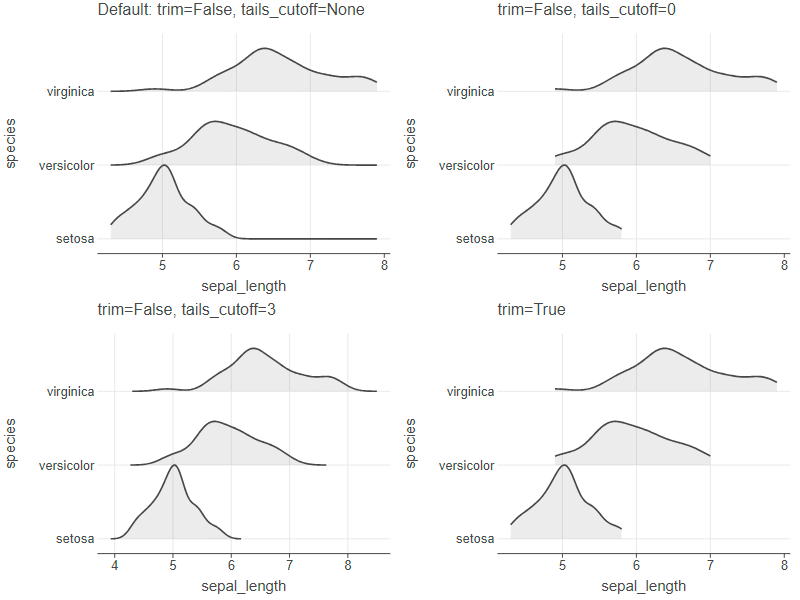 Default: trim=False, tails_cutoff=None
virginica
versicolor
setosa
species
5 6 7 8
sepal_length
trim=False, tails_cutoff=0
virginica
versicolor
setosa
species
5 6 7 8
sepal_length
trim=False, tails_cutoff=3
virginica
versicolor
setosa
species
4 5 6 7 8
sepal_length
trim=True
virginica
versicolor
setosa
species
5 6 7 8
sepal_length